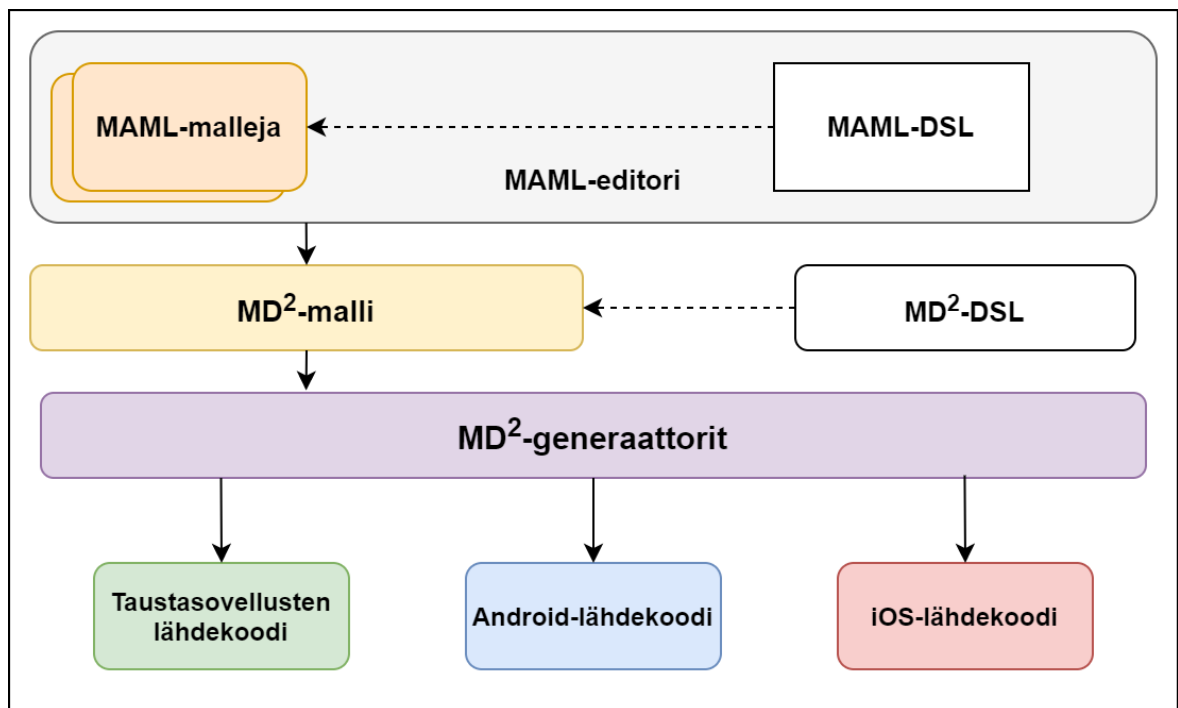 MAML-malleja
MAML-DSL
MAML-editori
MD²-malli
MD²-DSL
MD²-generaattorit
Taustasovellusten
lähdekoodi
Android-lähdekoodi
iOS-lähdekoodi